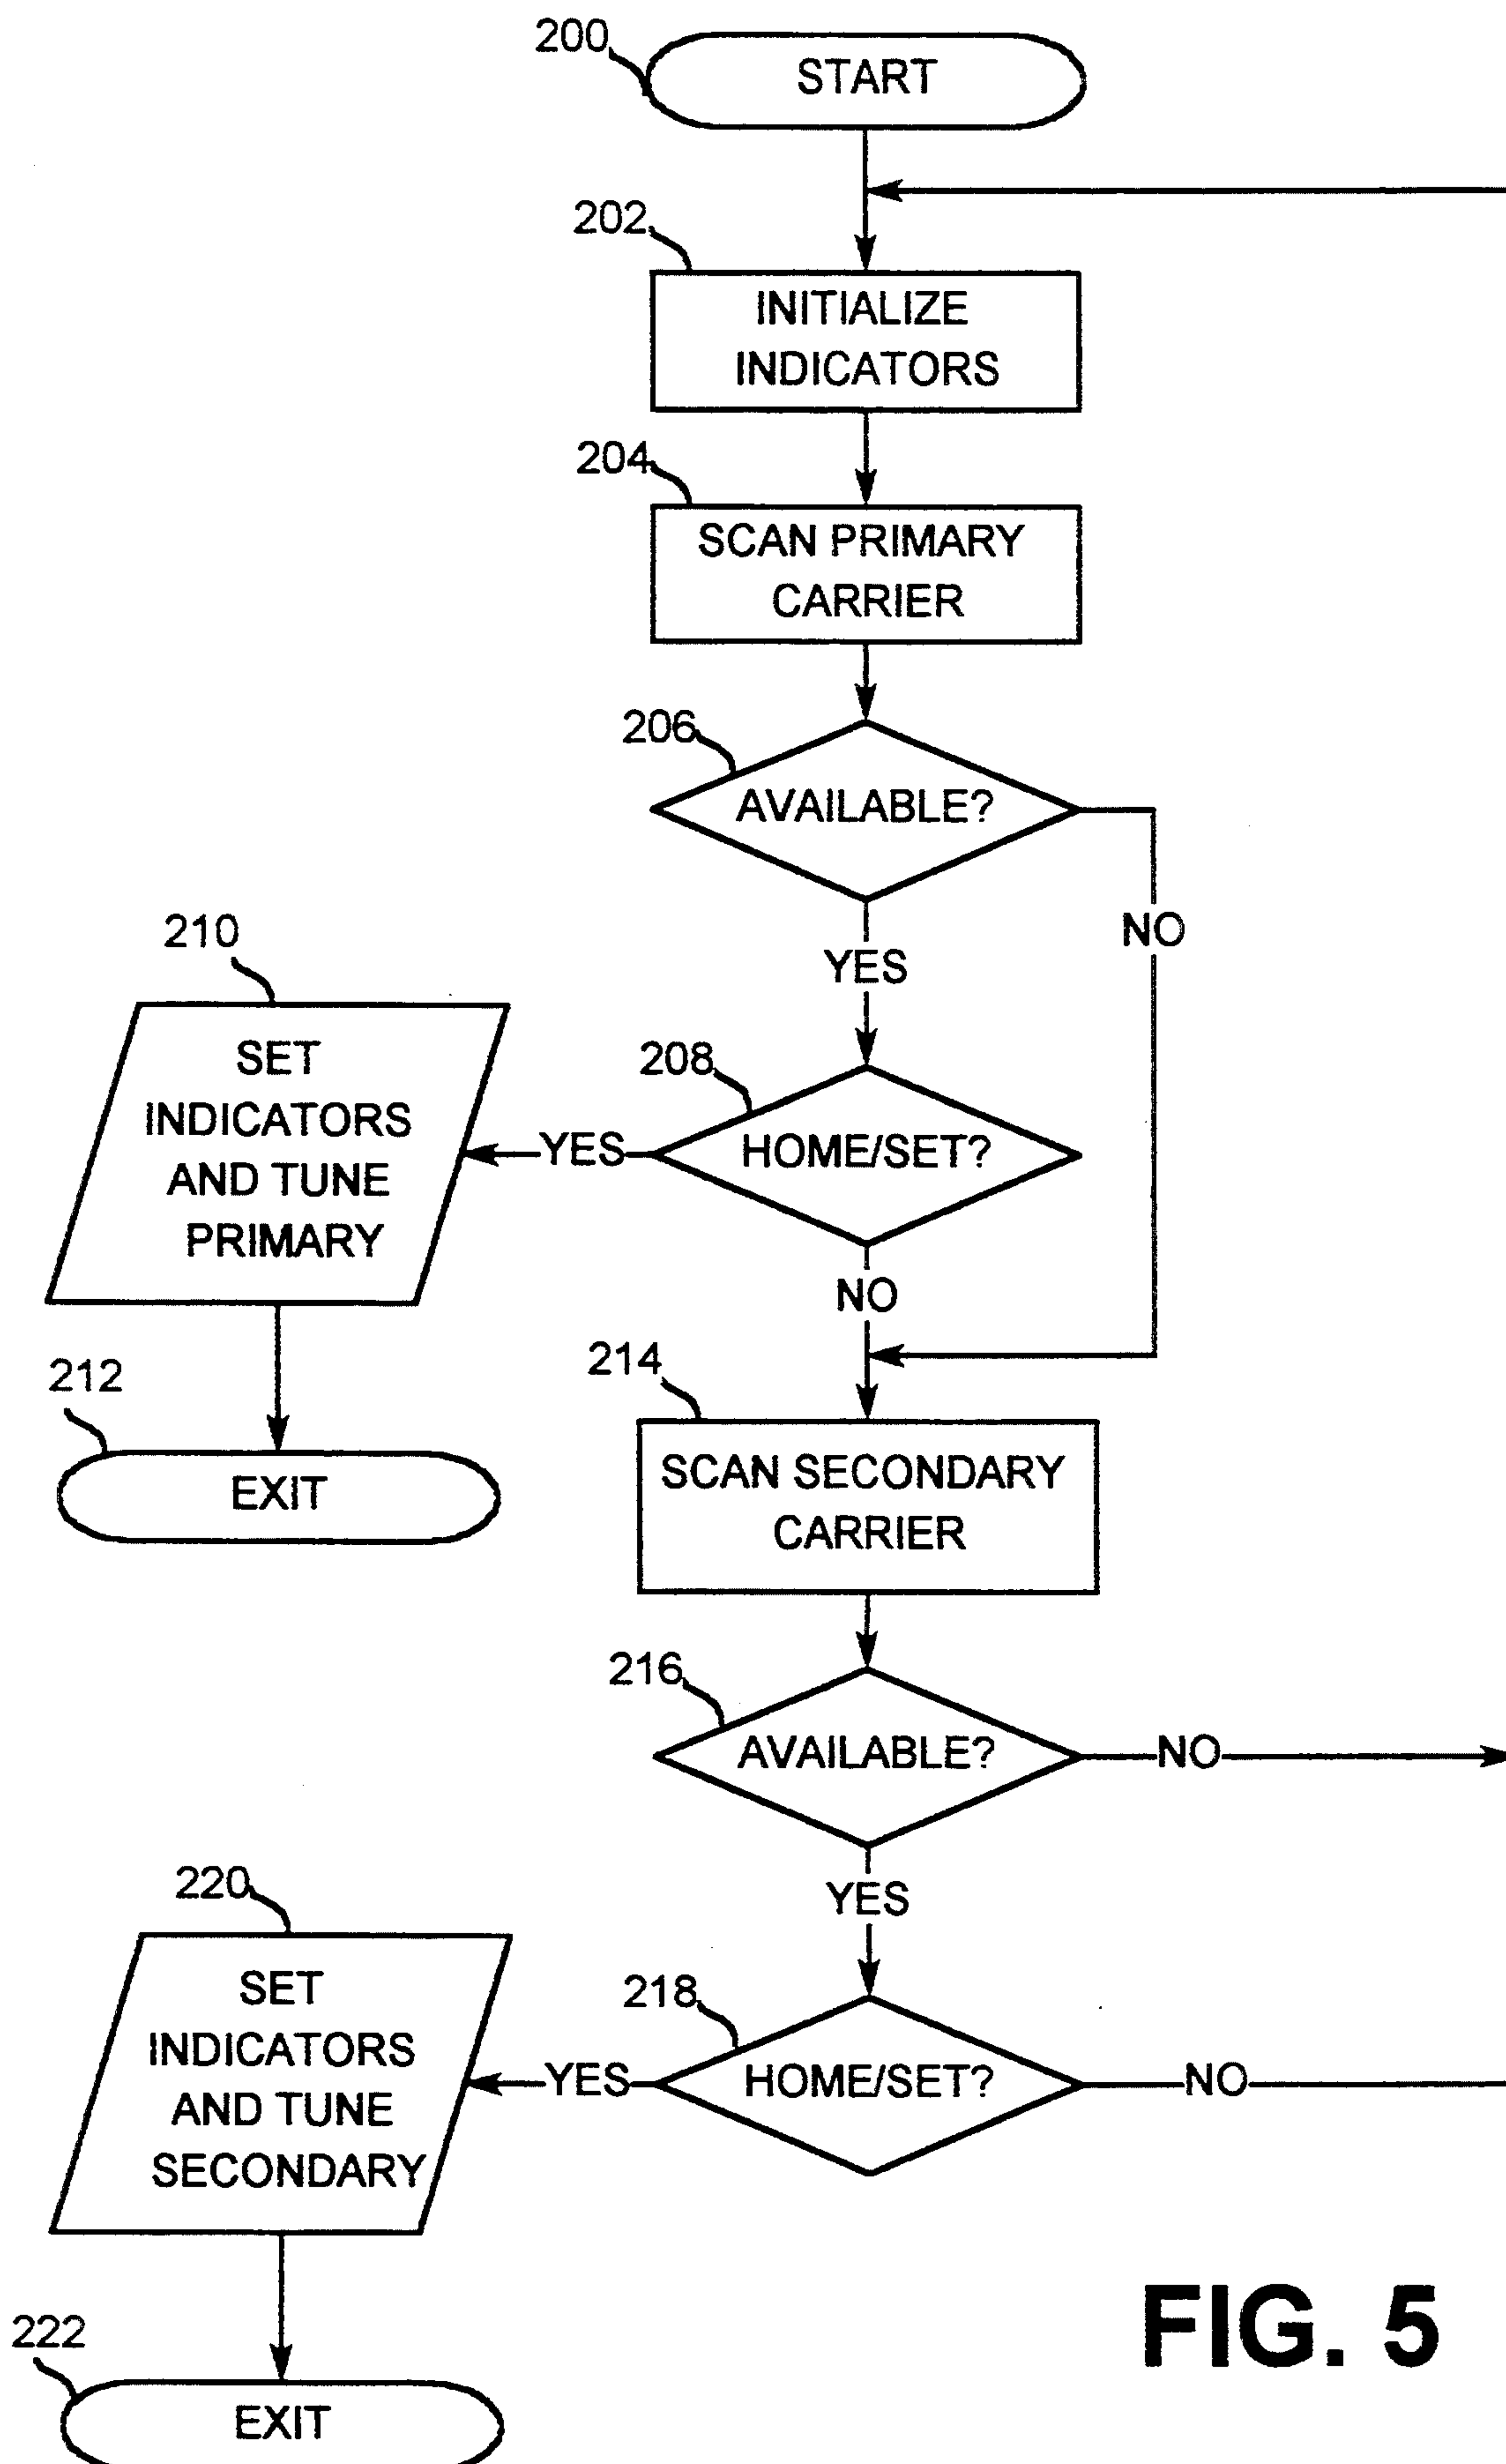 200
START
202
INITIALIZE
INDICATORS
204
SCAN PRIMARY
CARRIER
206
AVAILABLE?
NO
YES
210
SET
INDICATORS
AND TUNE
PRIMARY
208
HOME/SET?
YES
NO
212
EXIT
214
SCAN SECONDARY
CARRIER
216
AVAILABLE?
NO
YES
220
SET
INDICATORS
AND TUNE
SECONDARY
218
HOME/SET?
YES
NO
222
EXIT
FIG. 5